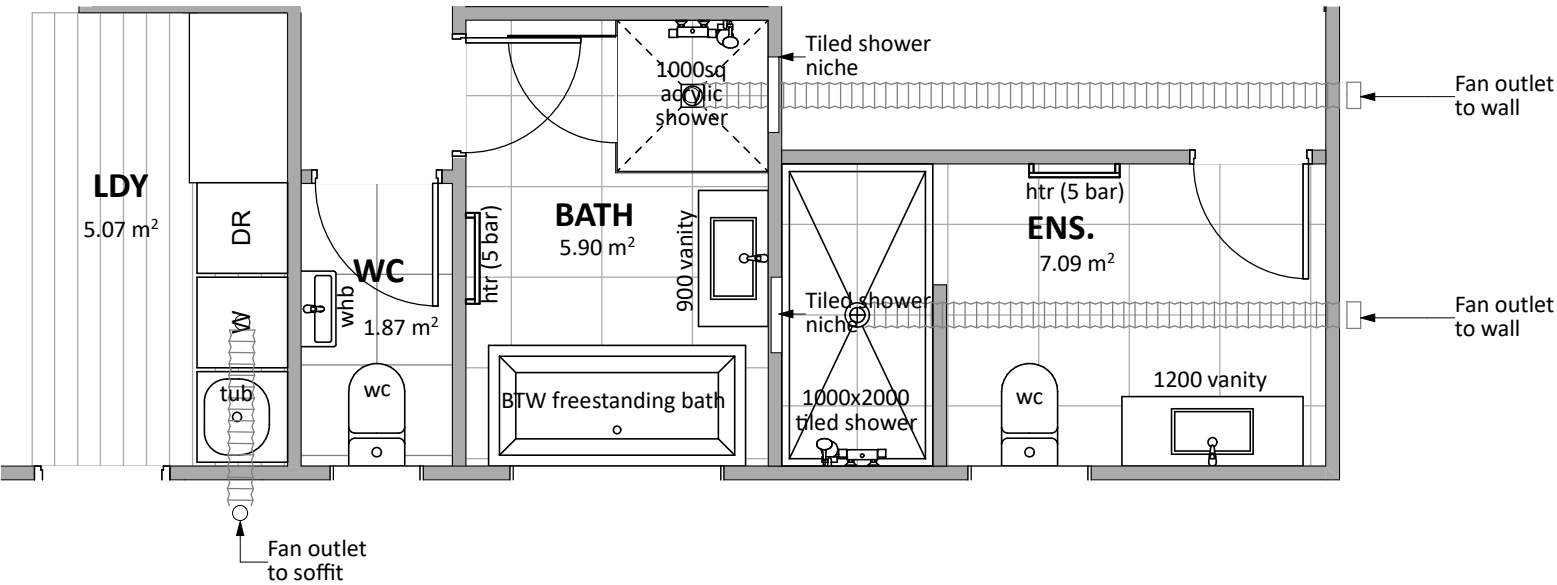 Tiled shower
niche
1000sq
acrylic
shower
Fan outlet
to wall
LDY
5.07 m²
DR
W
tub
WC
1.87 m²
whb
wc
htr (5 bar)
BATH
5.90 m²
900 vanity
BTW freestanding bath
Tiled shower
niche
1000x2000
tiled shower
htr (5 bar)
ENS.
7.09 m²
wc
1200 vanity
Fan outlet
to wall
Fan outlet
to soffit